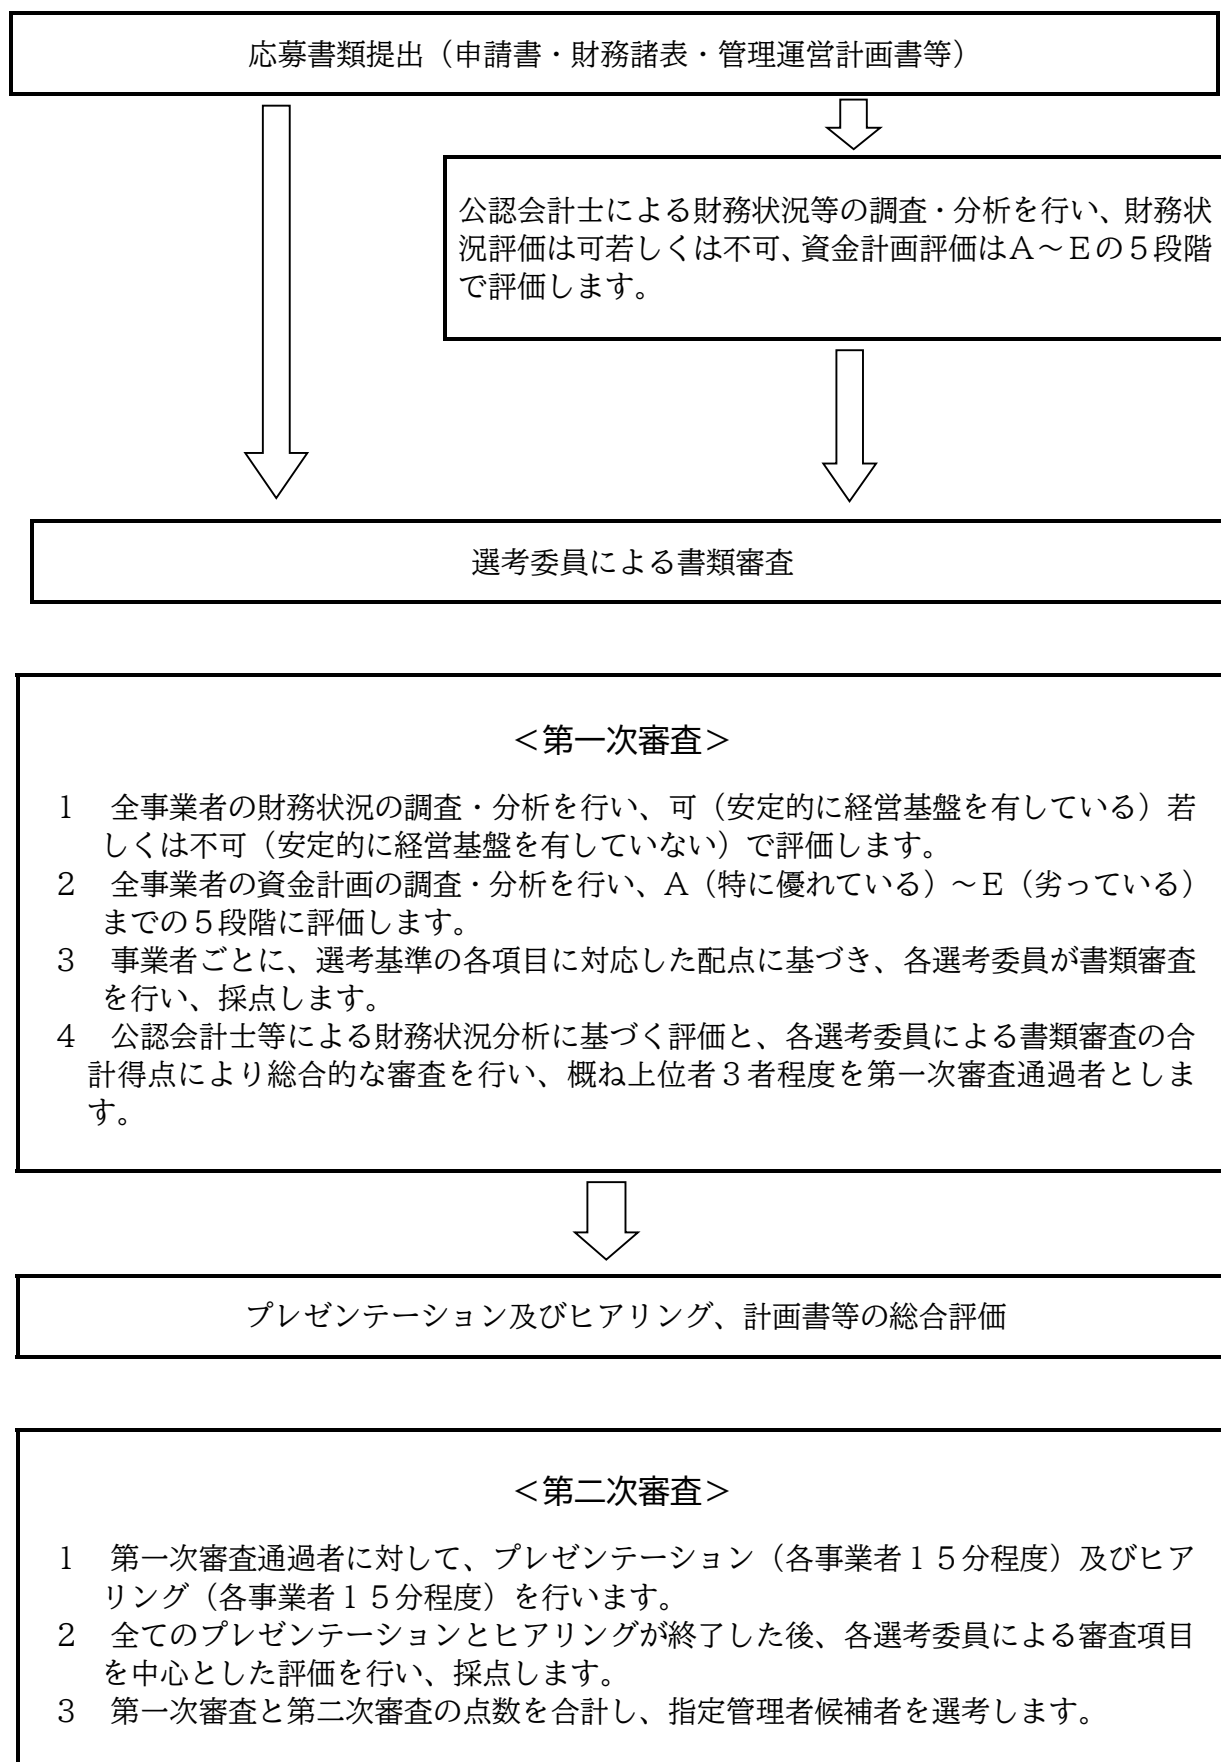 応募書類提出（申請書・財務諸表・管理運営計画書等）
公認会計士による財務状況等の調査・分析を行い、財務状
況評価は可若しくは不可、資金計画評価はＡ～Ｅの５段階
で評価します。
選考委員による書類審査
＜第一次審査＞
１　全事業者の財務状況の調査・分析を行い、可（安定的に経営基盤を有している）若
しくは不可（安定的に経営基盤を有していない）で評価します。
２　全事業者の資金計画の調査・分析を行い、Ａ（特に優れている）～Ｅ（劣っている）
までの５段階に評価します。
３　事業者ごとに、選考基準の各項目に対応した配点に基づき、各選考委員が書類審査
を行い、採点します。
４　公認会計士等による財務状況分析に基づく評価と、各選考委員による書類審査の合
計得点により総合的な審査を行い、概ね上位者３者程度を第一次審査通過者としま
す。
プレゼンテーション及びヒアリング、計画書等の総合評価
＜第二次審査＞
１　第一次審査通過者に対して、プレゼンテーション（各事業者１５分程度）及びヒア
リング（各事業者１５分程度）を行います。
２　全てのプレゼンテーションとヒアリングが終了した後、各選考委員による審査項目
を中心とした評価を行い、採点します。
３　第一次審査と第二次審査の点数を合計し、指定管理者候補者を選考します。